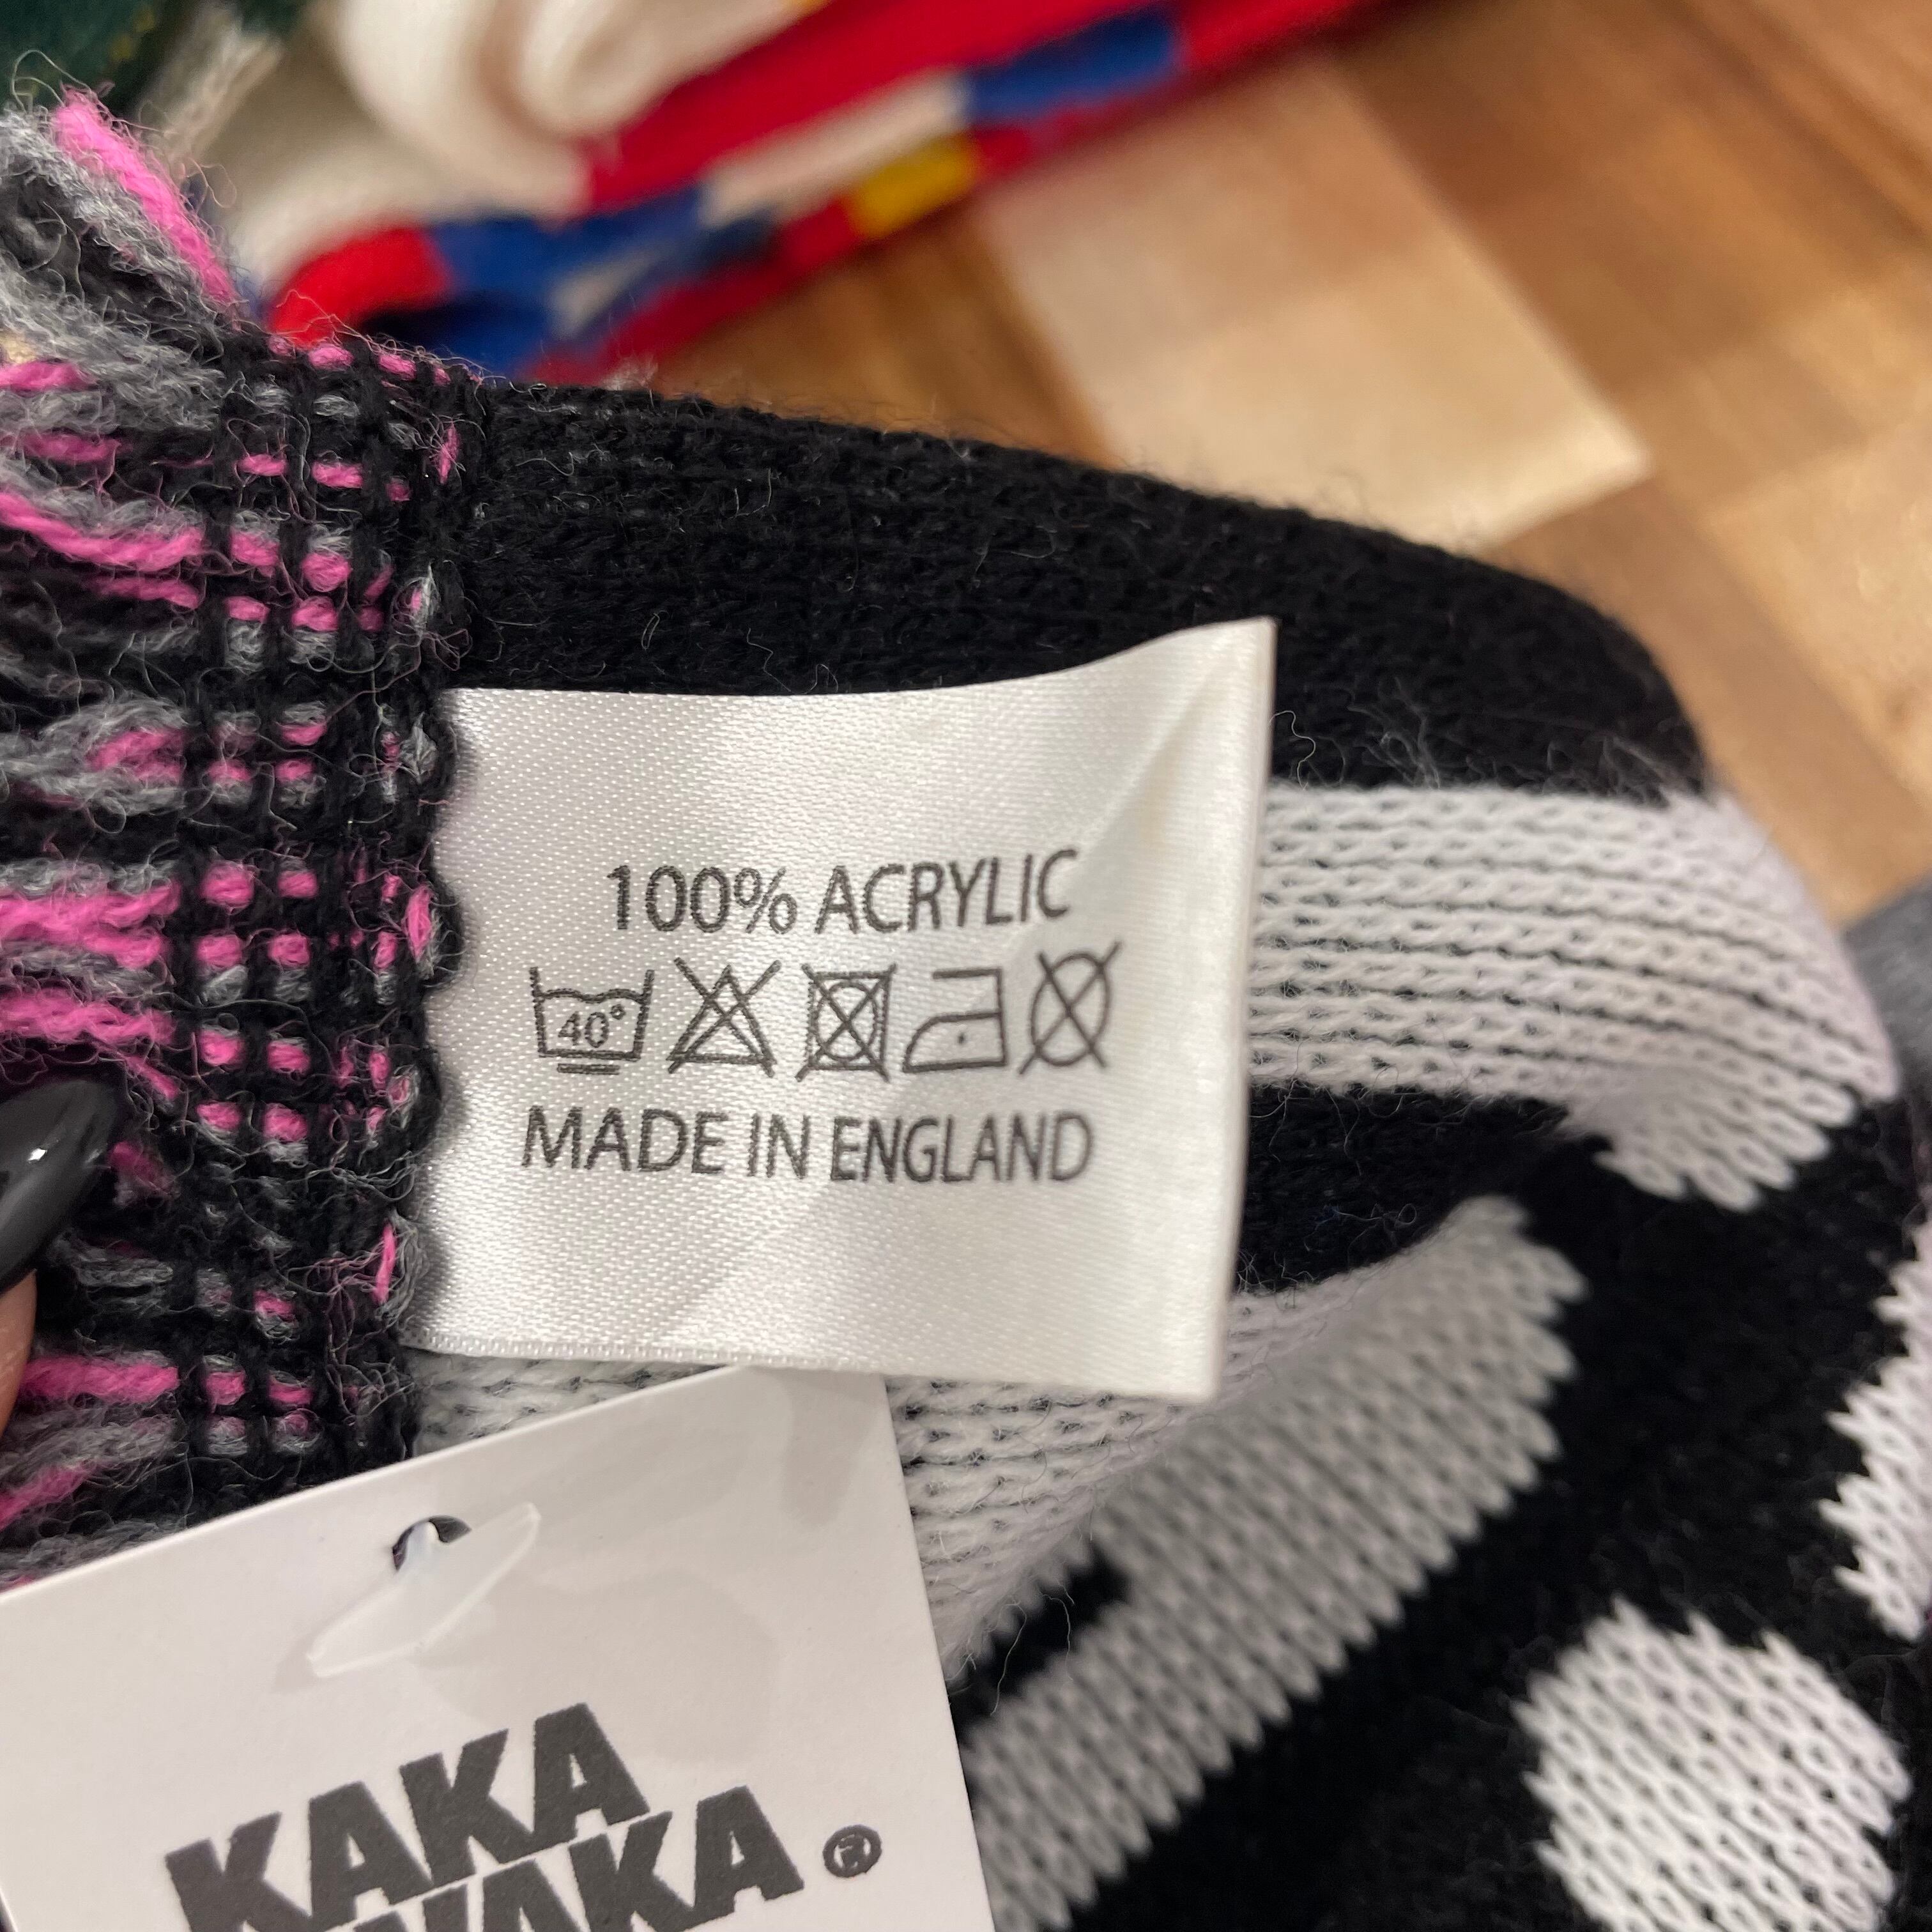 100% ACRYLIC
40°
MADE IN ENGLAND
KAKA
®